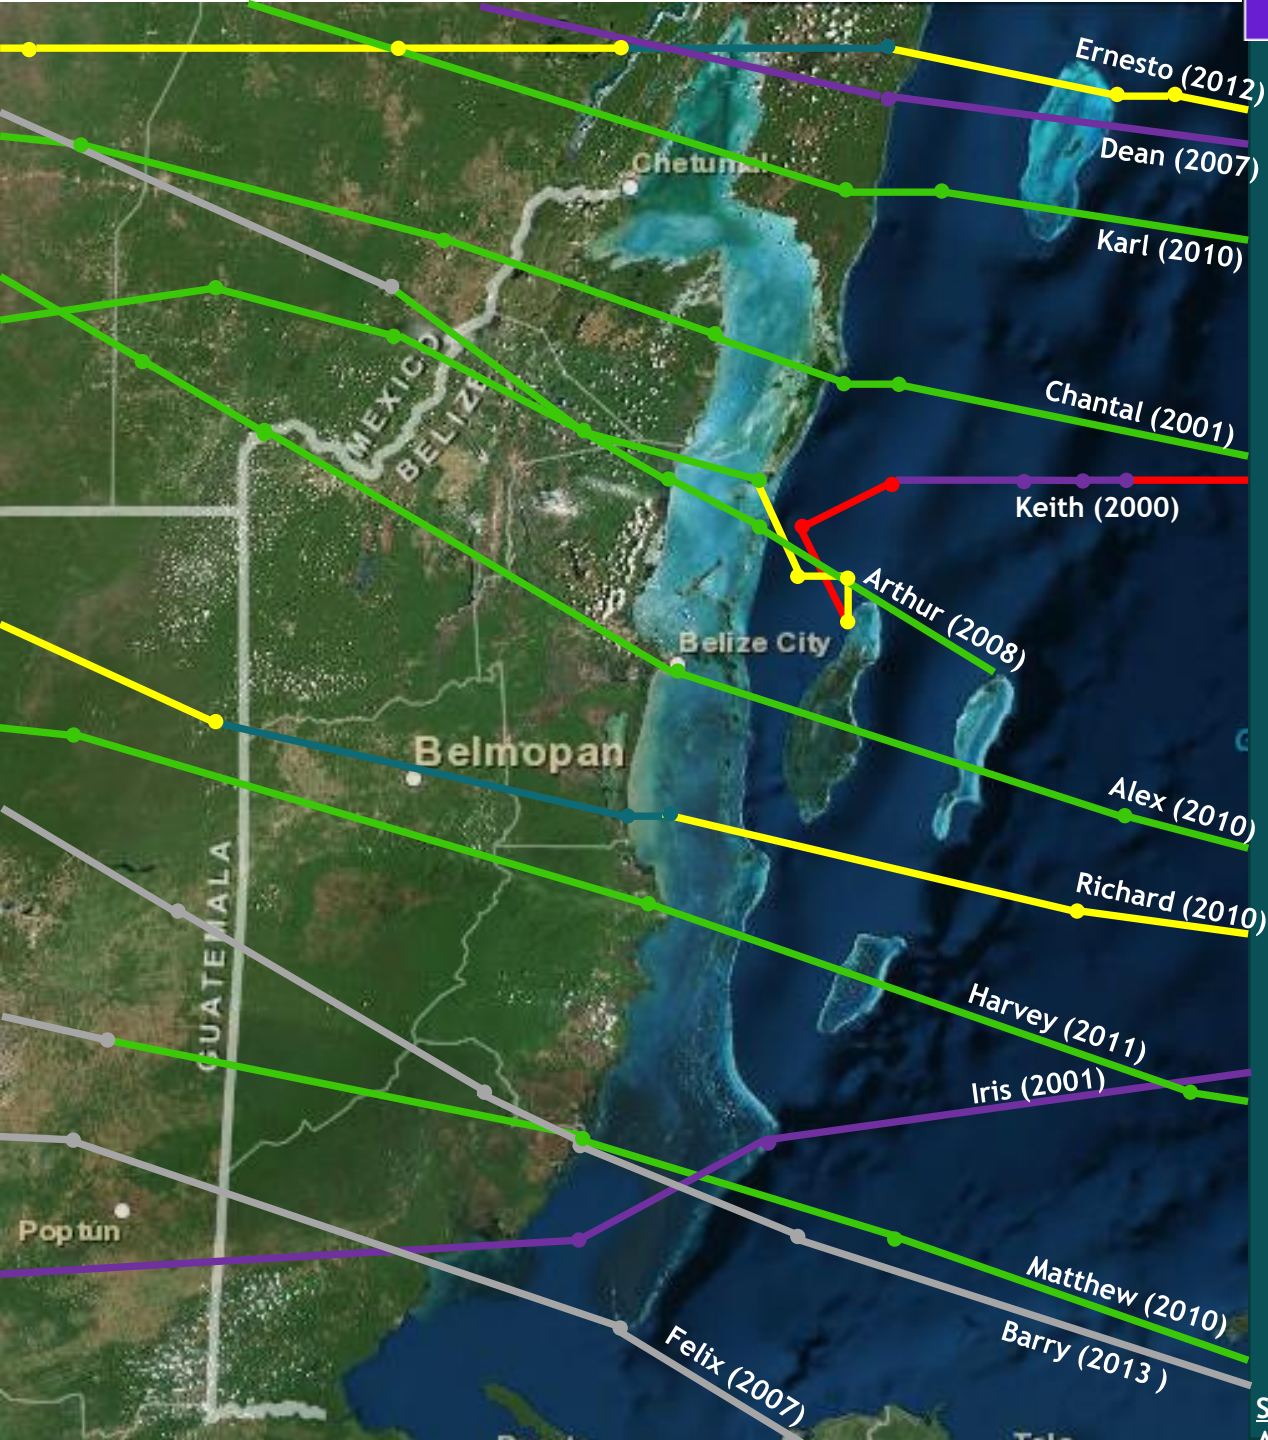 Ernesto (2012)
Dean (2007)
Chetumal
Karl (2010)
MEXICO
BELIZE
Chantal (2001)
Keith (2000)
Arthur (2008)
Belize City
Belmopan
Alex (2010)
Richard (2010)
GUATEMALA
Harvey (2011)
Iris (2001)
Poptún
Matthew (2010)
Barry (2013 )
Felix (2007)